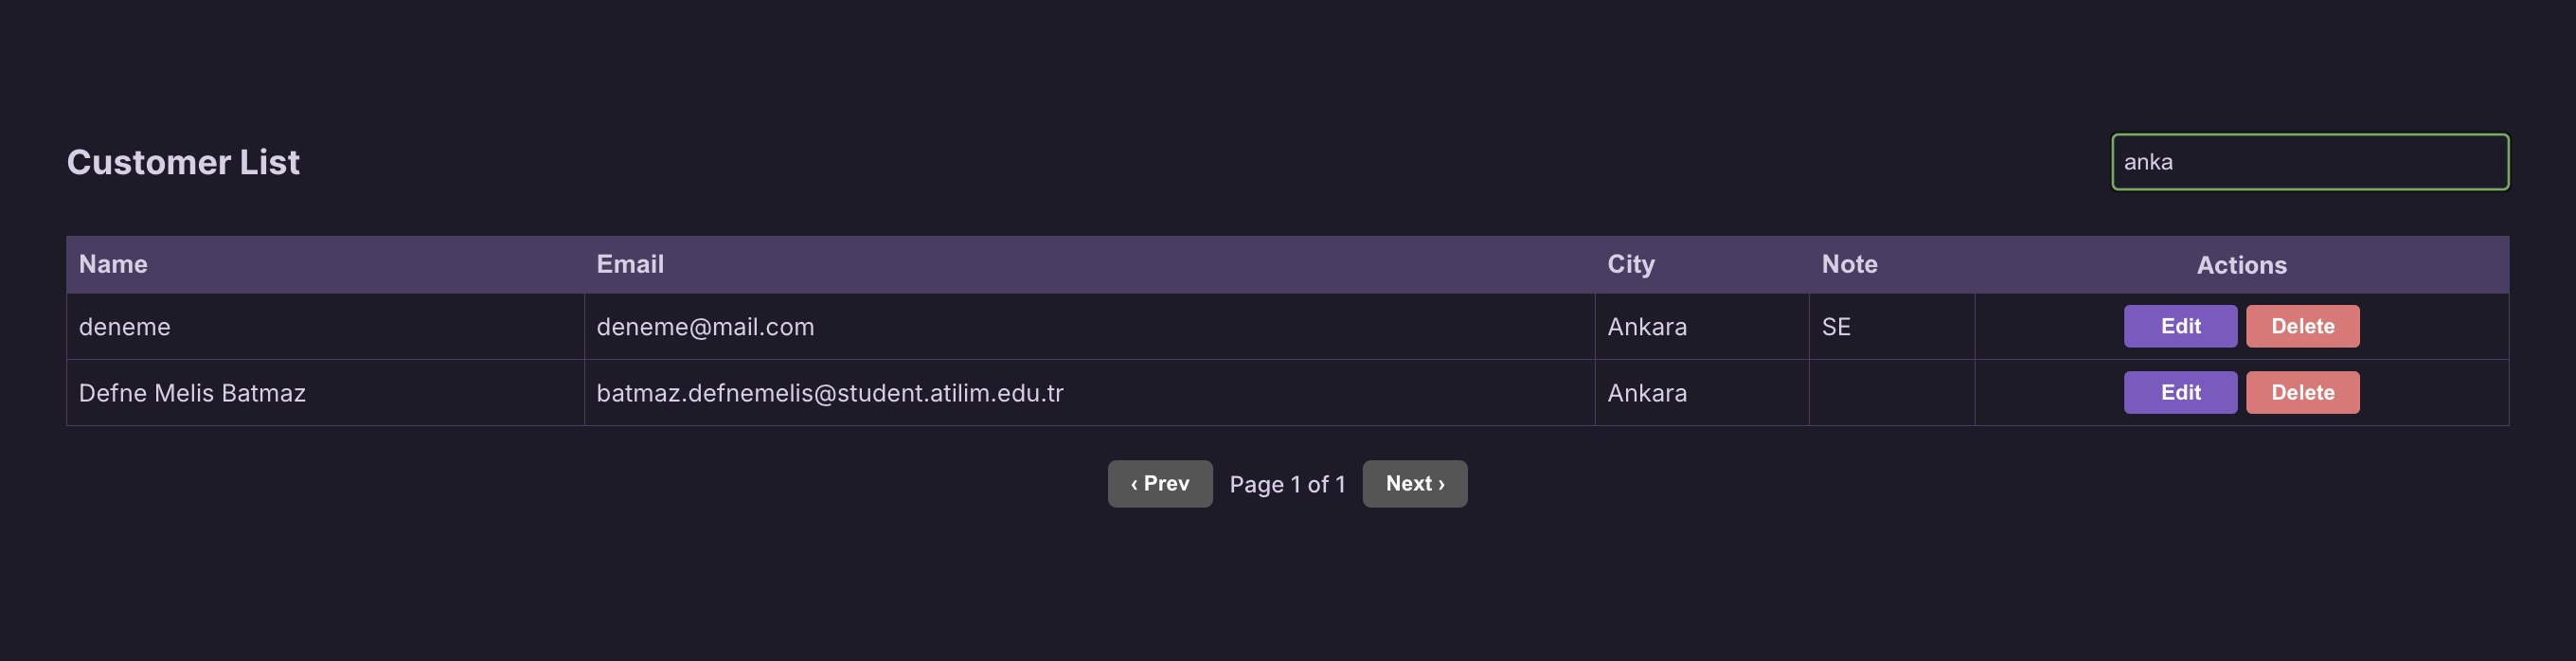 Customer List
anka
Name Email City Note Actions
deneme deneme@mail.com Ankara SE Edit Delete
Defne Melis Batmaz batmaz.defnemelis@student.atilim.edu.tr Ankara Edit Delete
‹ Prev Page 1 of 1 Next ›